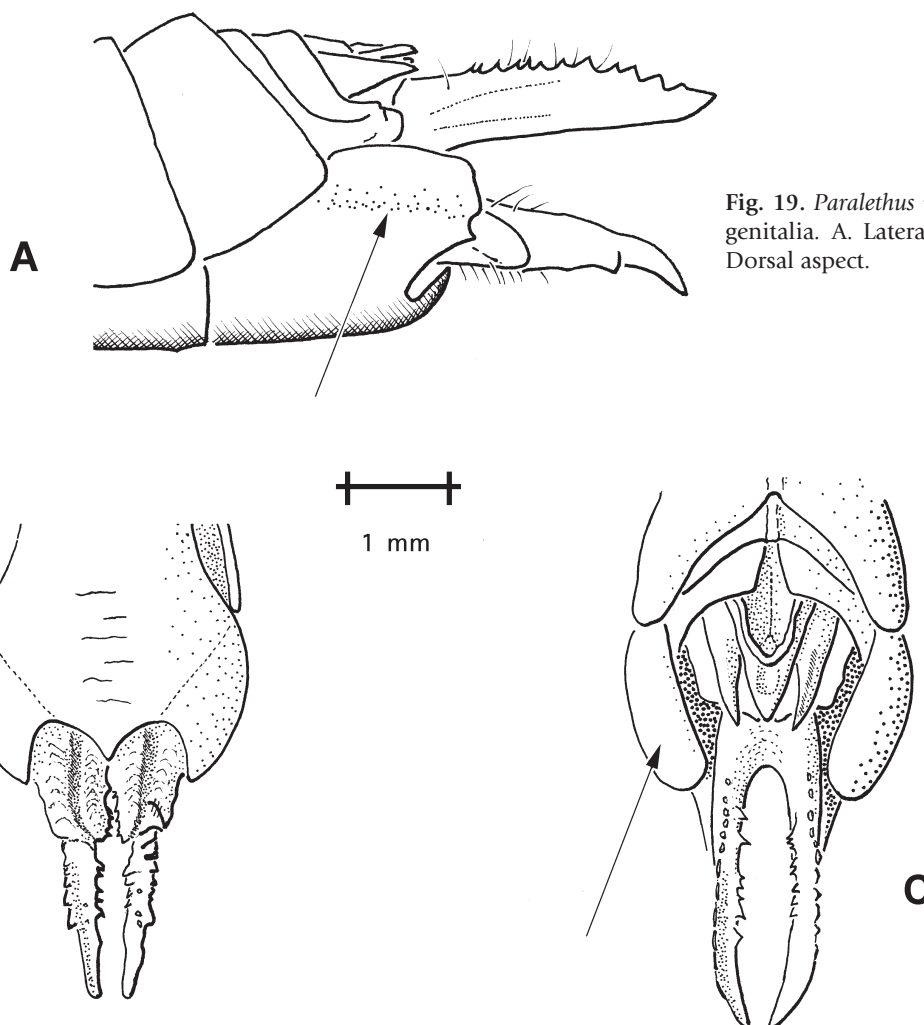 A
Fig. 19. Paralethus
genitalia. A. Latera
Dorsal aspect.
1 mm
C